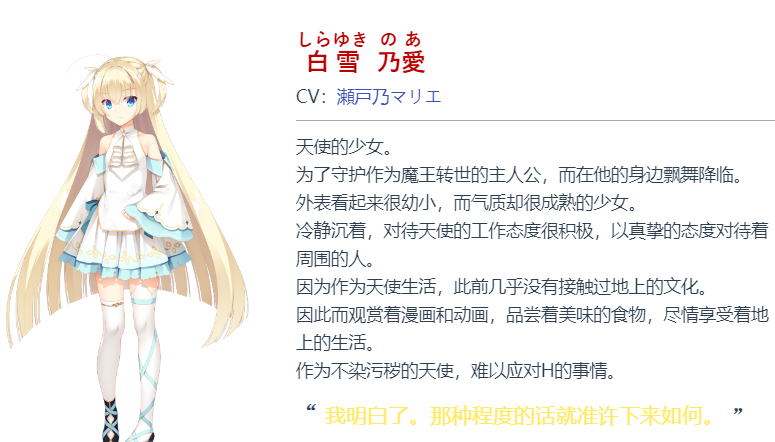 しらゆき のあ
白雪 乃愛
CV：瀬戸乃マリエ
天使的少女。
为了守护作为魔王转世的主人公，而在他的身边飘舞降临。
外表看起来很幼小，而气质却很成熟的少女。
冷静沉着，对待天使的工作态度很积极，以真挚的态度对待着
周围的人。
因为作为天使生活，此前几乎没有接触过地上的文化。
因此而观赏着漫画和动画，品尝着美味的食物，尽情享受着地
上的生活。
作为不染污秽的天使，难以应对H的事情。
“ 我明白了。那种程度的话就准许下来如何。 ”